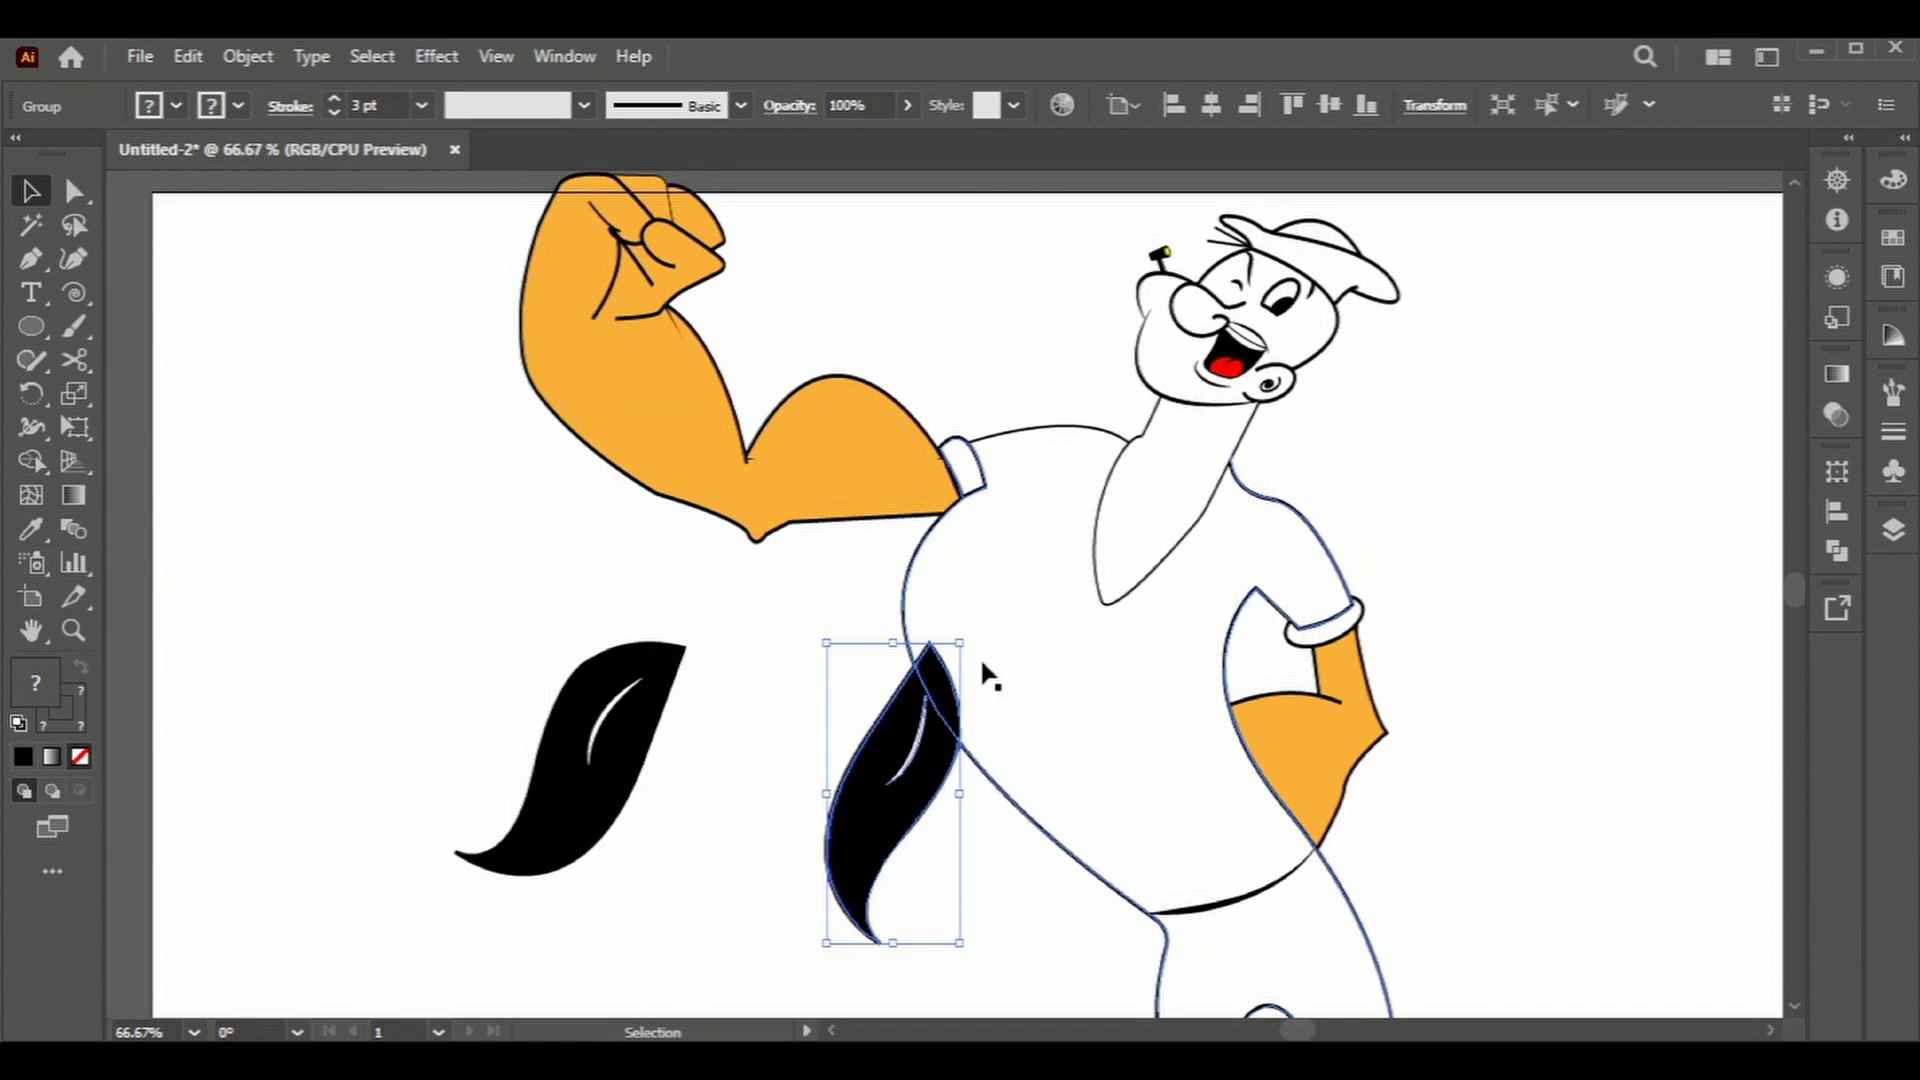 Ai File Edit Object Type Select Effect View Window Help
Group ? ? Stroke: 3 pt Basic Opacity: 100% Style: Transform
Untitled-2* @ 66.67 % (RGB/CPU Preview)
?
?
? ?
66.67% 0° 1 Selection